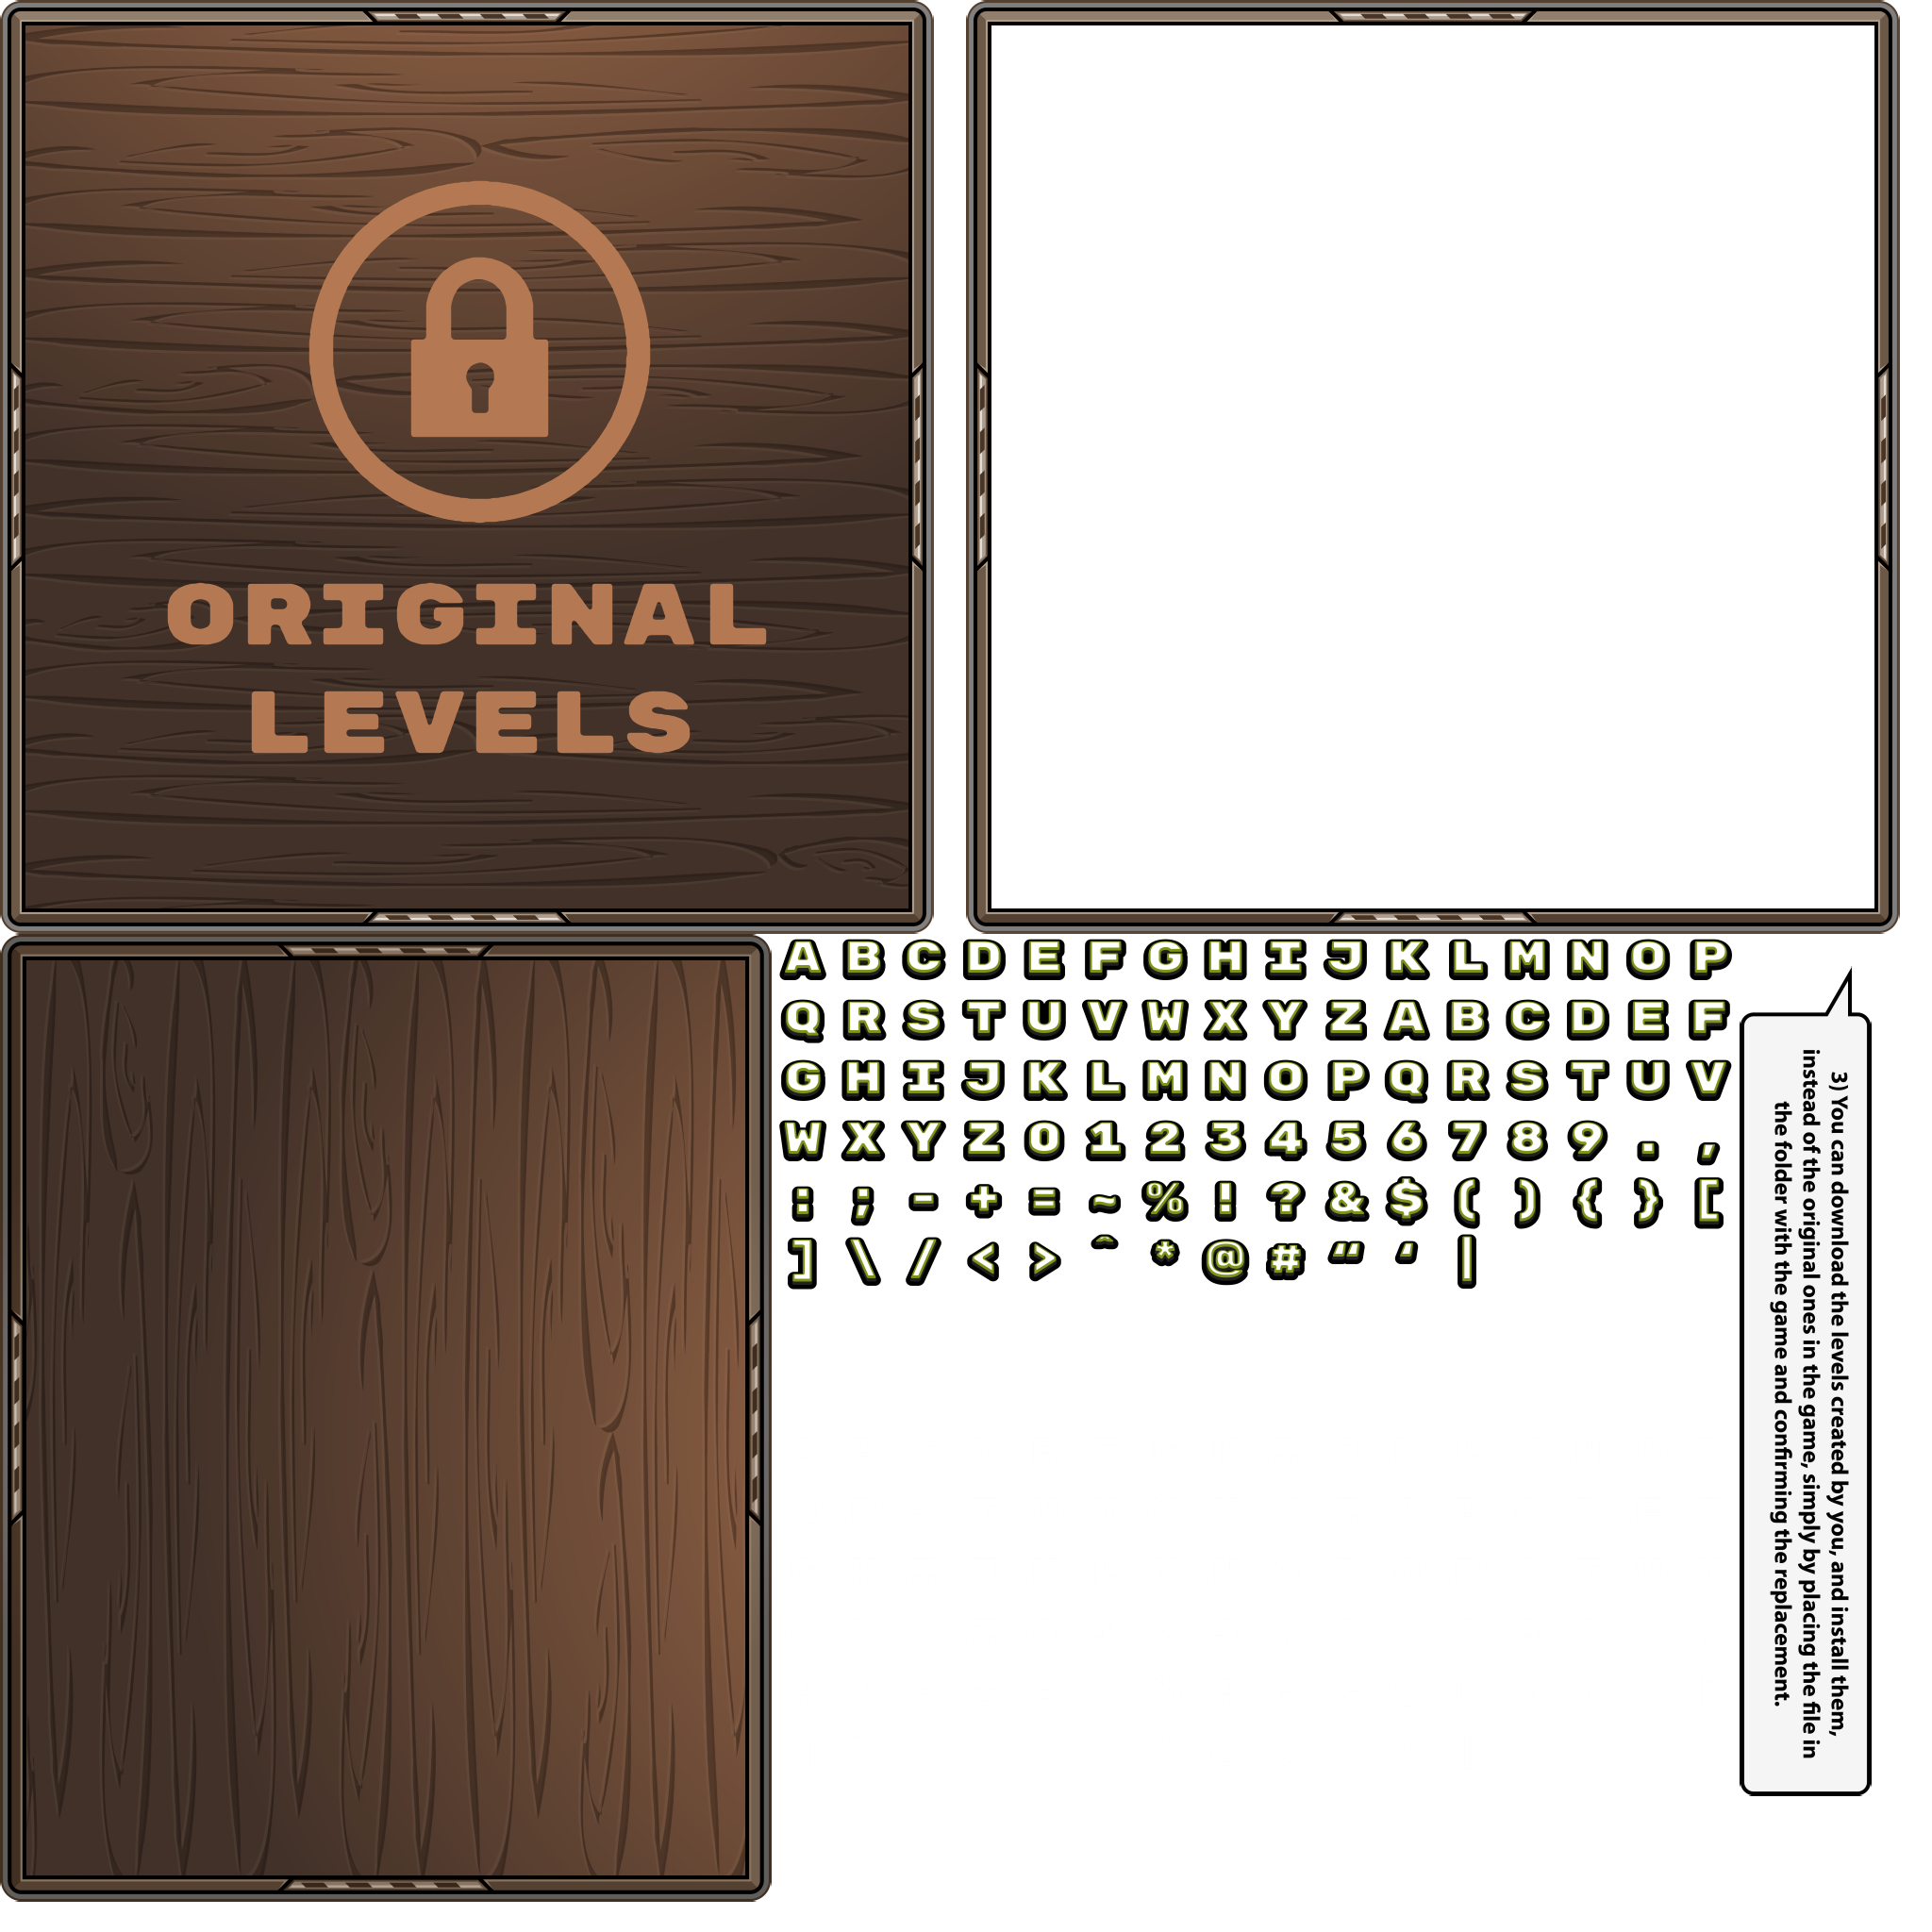 ORIGINAL
LEVELS
A B C D E F G H I J K L M N O P
Q R S T U V W X Y Z A B C D E F
G H I J K L M N O P Q R S T U V
W X Y Z 0 1 2 3 4 5 6 7 8 9 . ,
: ; - + = ~ % ! ? & $ ( ) { } [
] \ / < > ^ * @ # " ' |
3) You can download the levels created by you, and install them,
instead of the original ones in the game, simply by placing the file in
the folder with the game and confirming the replacement.